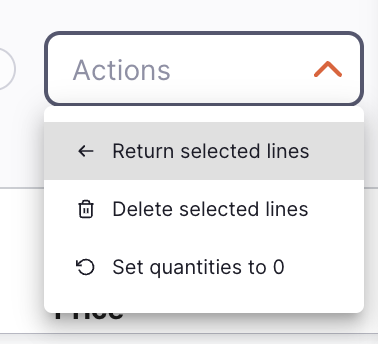 Actions
Return selected lines
Delete selected lines
Set quantities to 0
Price